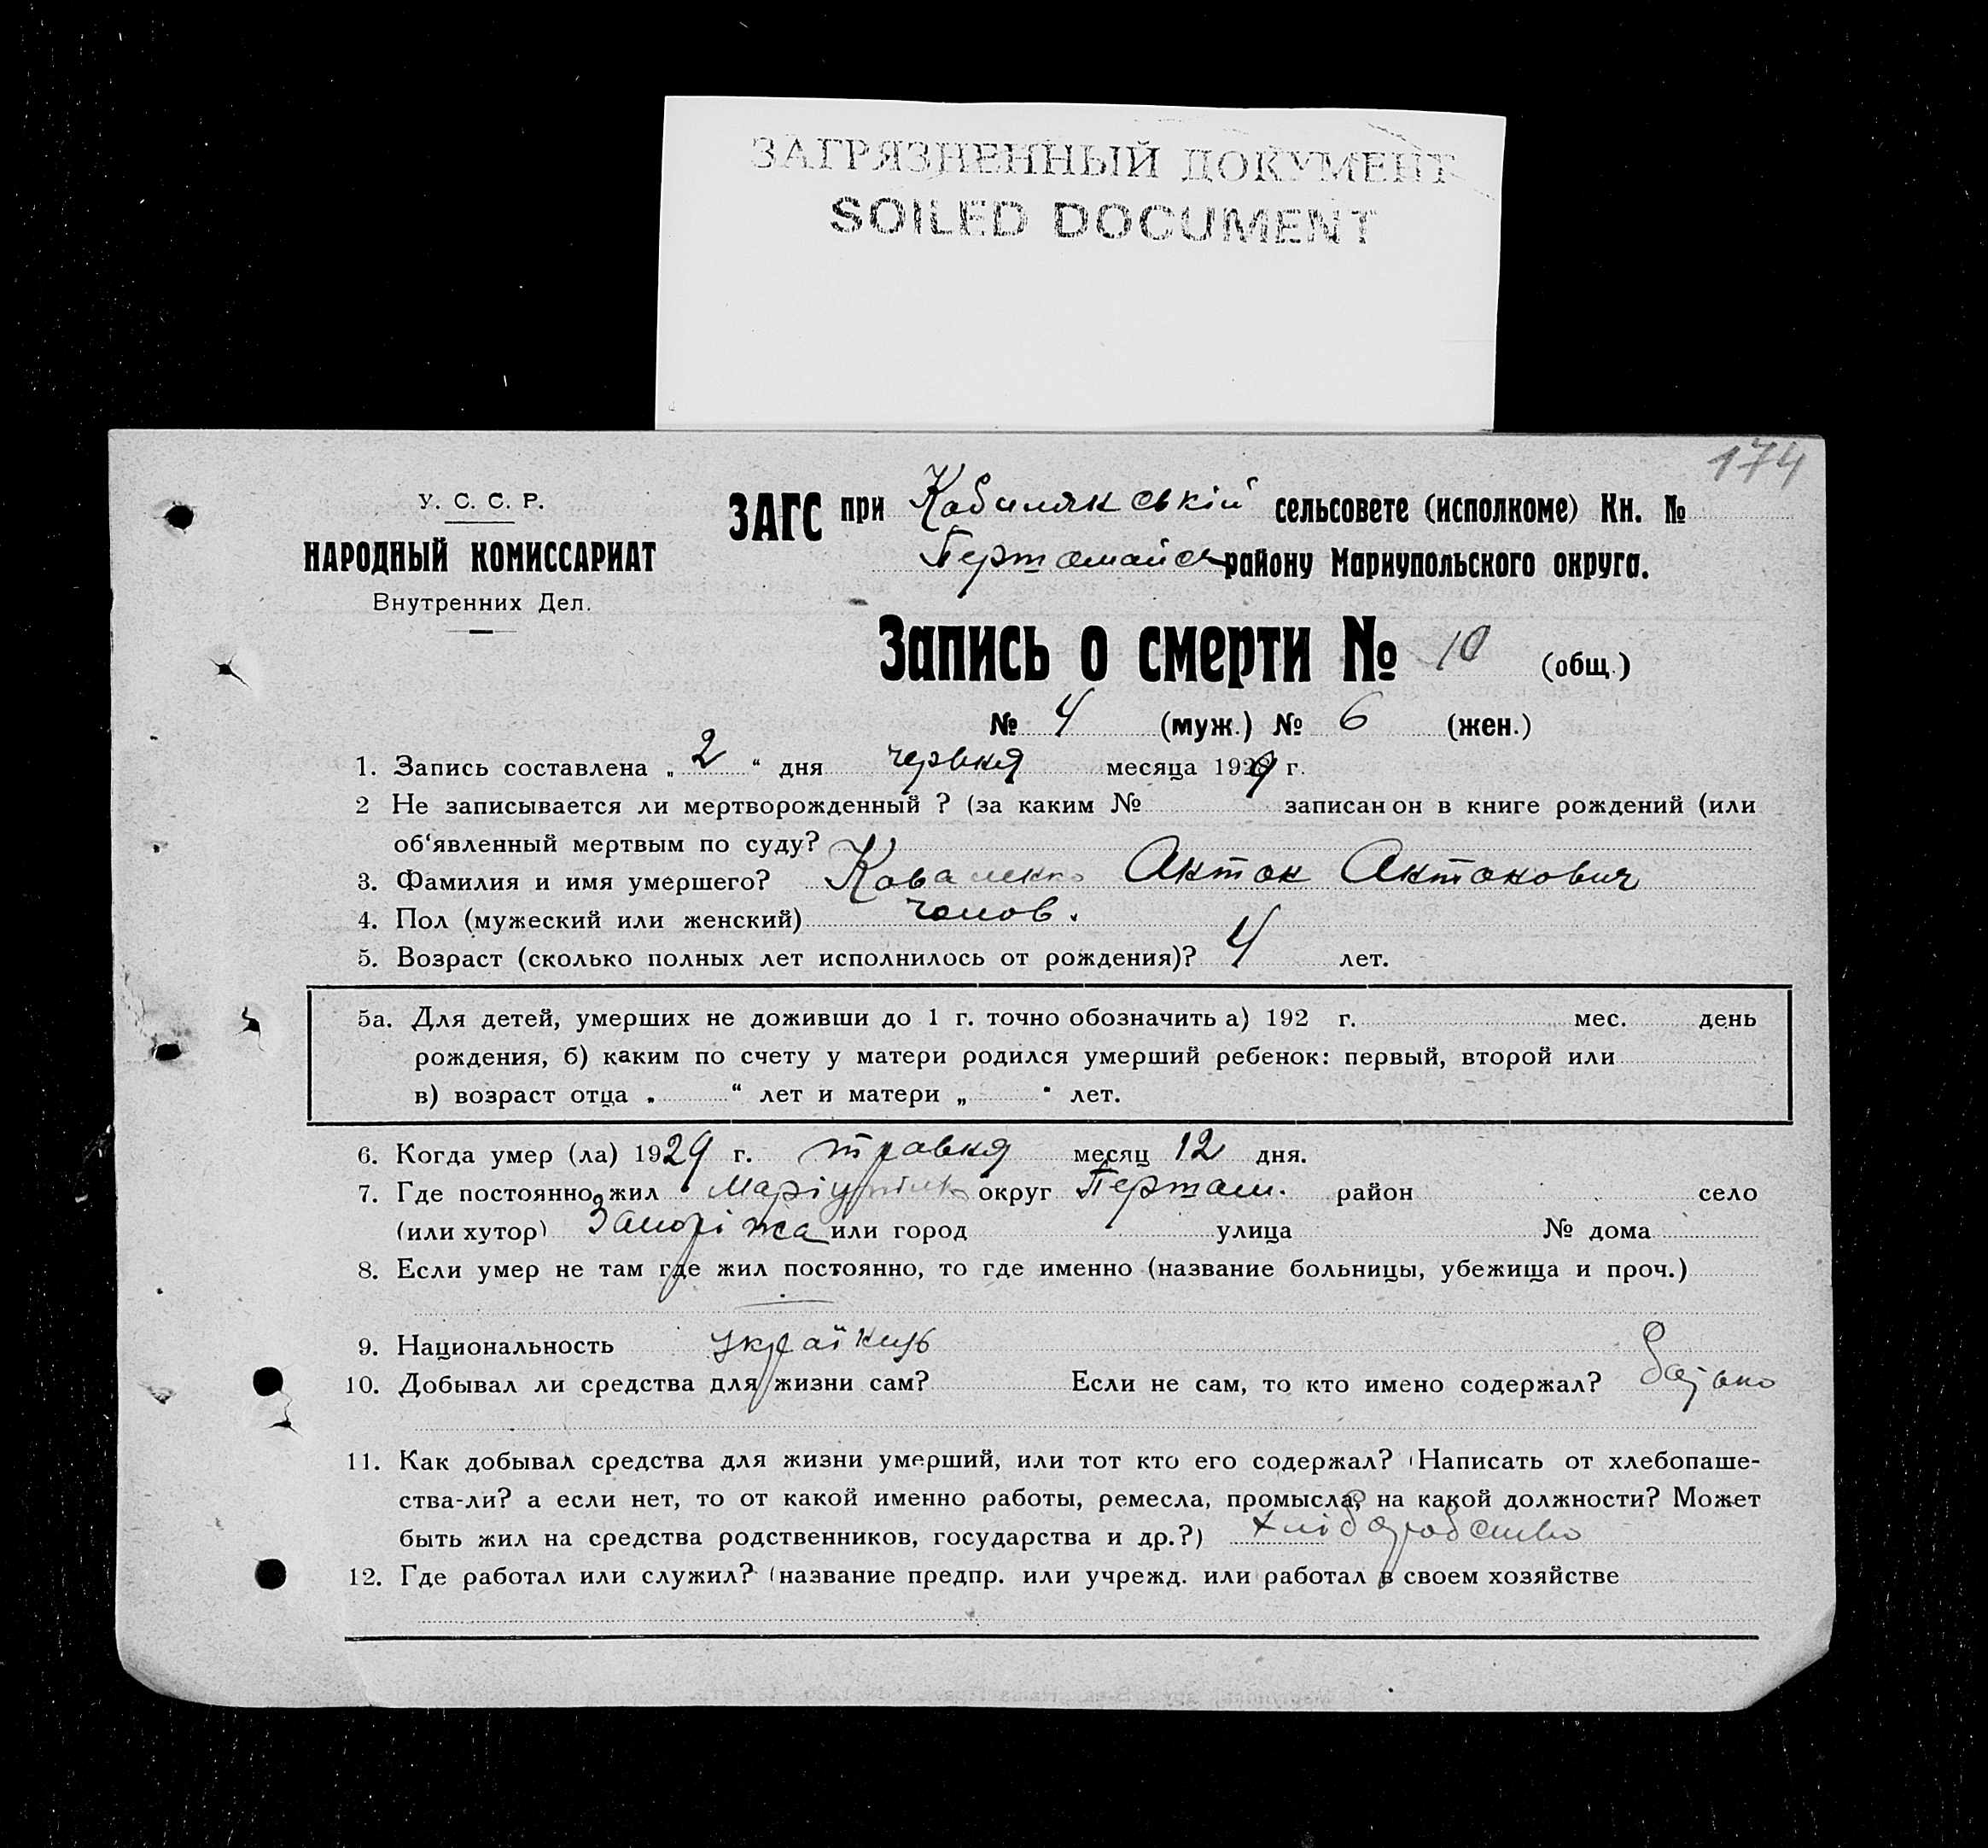 ЗАГРЯЗНЕННЫЙ ДОКУМЕНТ
SOILED DOCUMENT
174
У. С. С. Р.
НАРОДНЫЙ КОМИССАРИАТ
Внутренних Дел.
ЗАГС при Кобиляжській сельсовете (исполкоме) Кн. №
Першомайск району Мариупольского округа.
Запись о смерти № 10 (общ.)
№ 4 (муж.) № 6 (жен.)
1. Запись составлена „ 2 “ дня червня месяца 1929 г.
2 Не записывается ли мертворожденный ? (за каким № записан он в книге рождений (или
об‘явленный мертвым по суду?
3. Фамилия и имя умершего? Коваленко Антон Антонович
4. Пол (мужеский или женский) чолов.
5. Возраст (сколько полных лет исполнилось от рождения)? 4 лет.
5а. Для детей, умерших не доживши до 1 г. точно обозначить а) 192 г. мес. день
рождения, б) каким по счету у матери родился умерший ребенок: первый, второй или
в) возраст отца „ “ лет и матери „ “ лет.
6. Когда умер (ла) 1929 г. травня месяц 12 дня.
7. Где постоянно жил Маріупільск округ Першом. район село
(или хутор) Запоріжа или город улица № дома
8. Если умер не там где жил постоянно, то где именно (название больницы, убежища и проч.)
9. Национальность українець
10. Добывал ли средства для жизни сам? Если не сам, то кто имено содержал? батько
11. Как добывал средства для жизни умерший, или тот кто его содержал? (Написать от хлебопаше-
ства-ли? а если нет, то от какой именно работы, ремесла, промысла, на какой должности? Может
быть жил на средства родственников, государства и др.?) хліборобство
12. Где работал или служил? (название предпр. или учрежд. или работал в своем хозяйстве